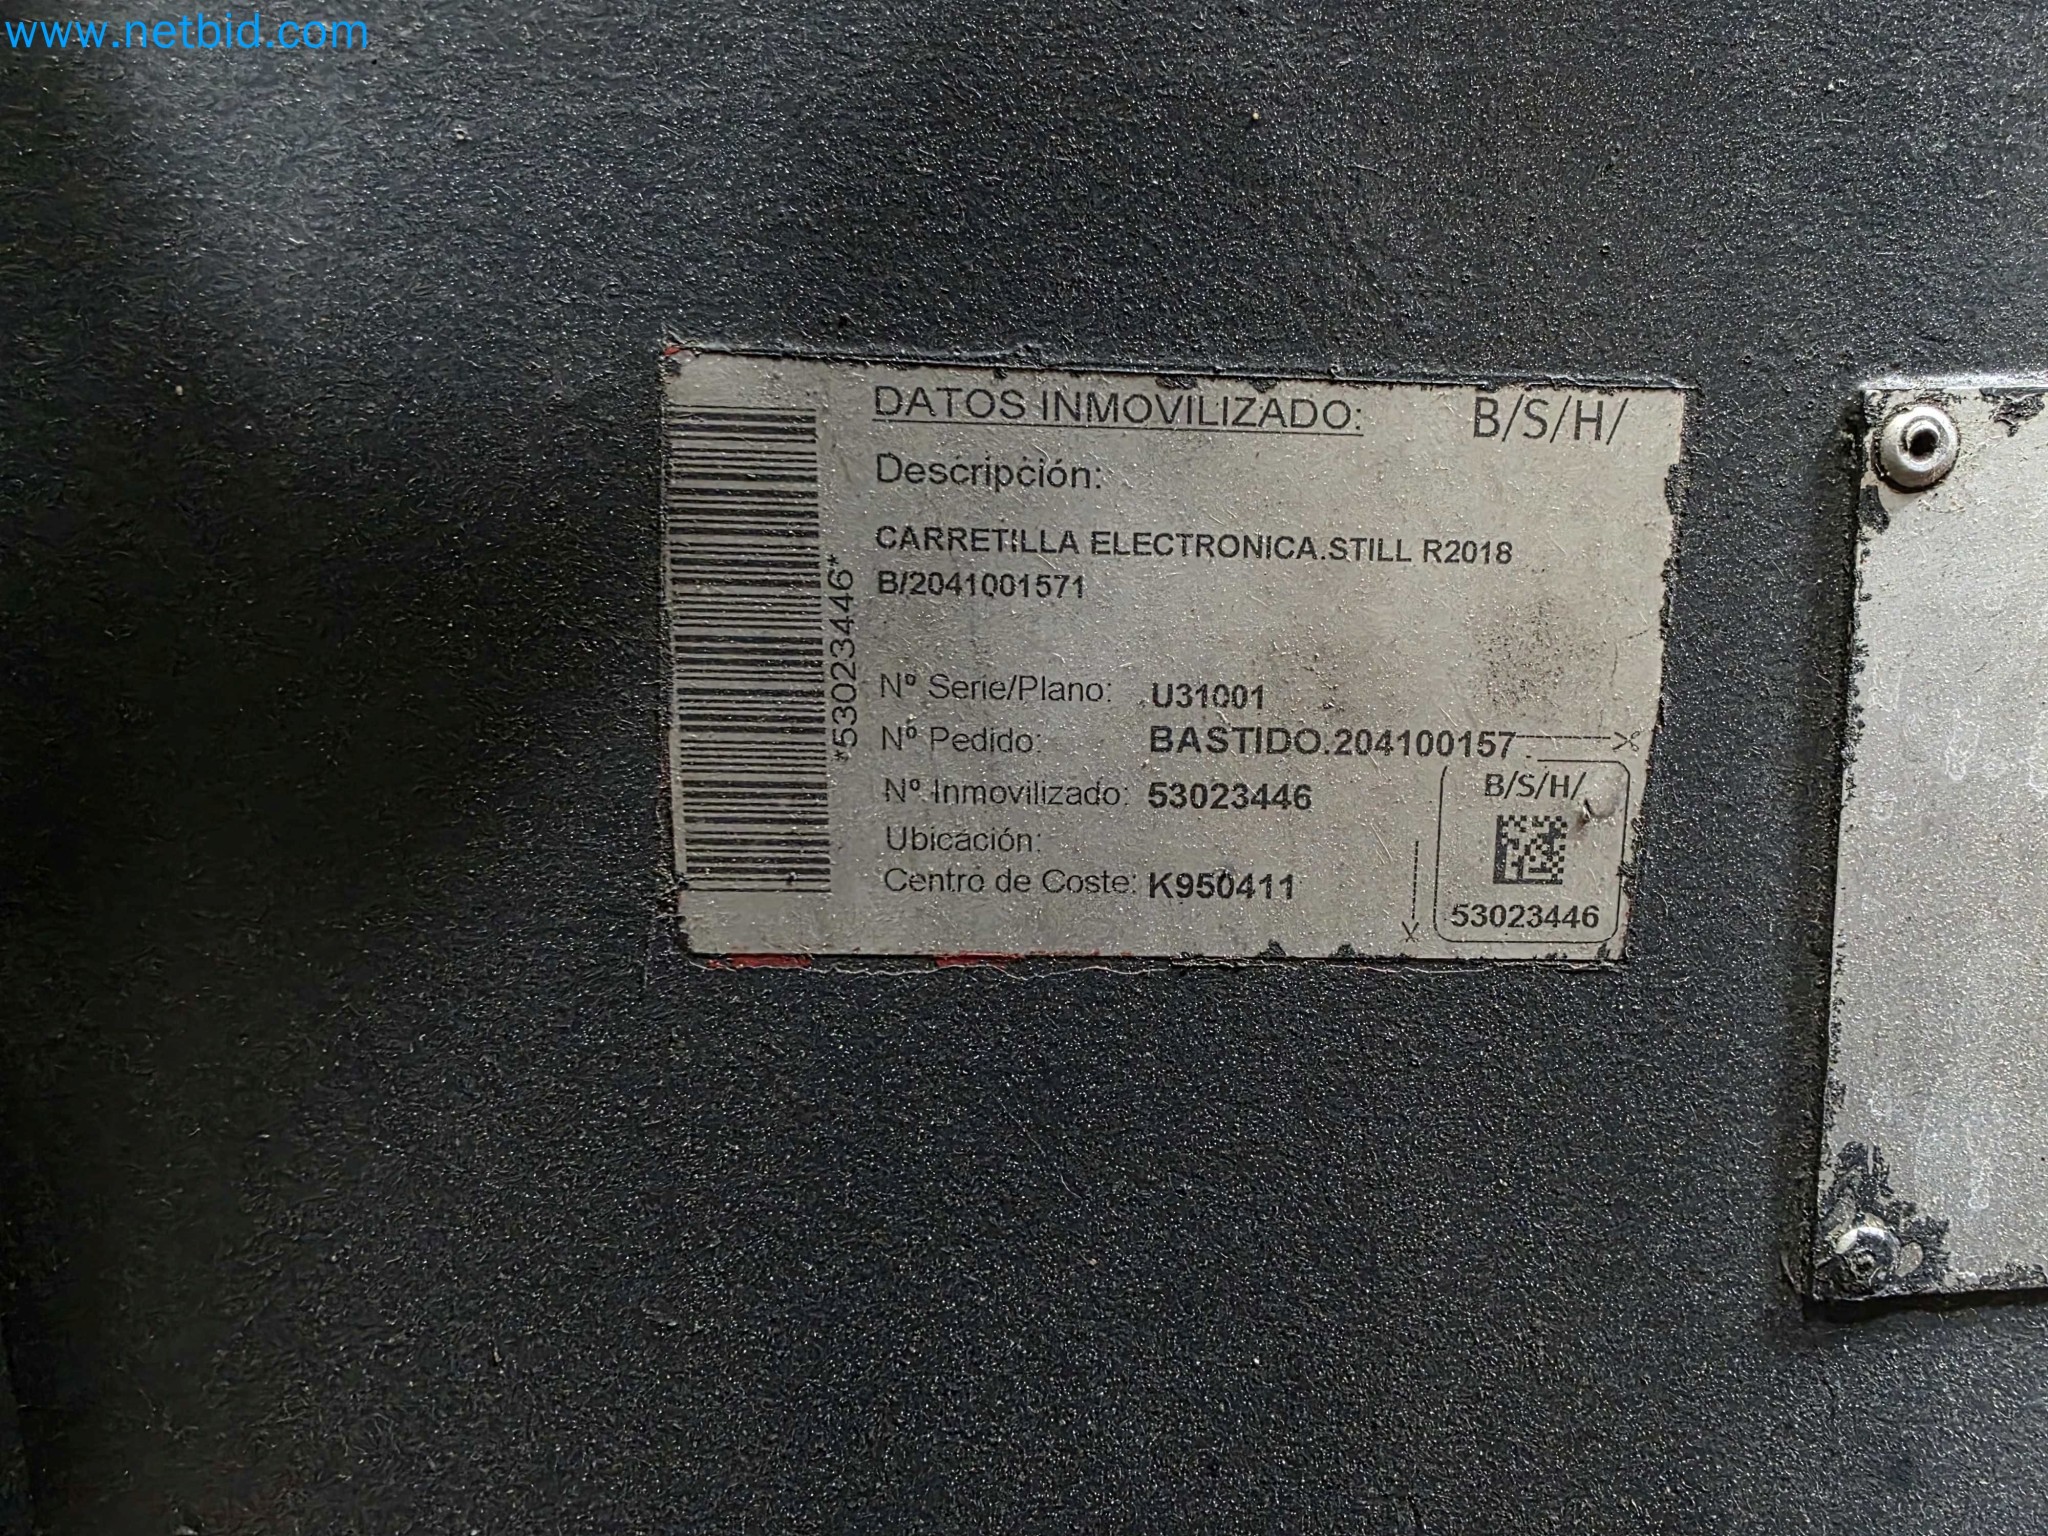 www.netbid.com
DATOS INMOVILIZADO: B/S/H/
Descripción:
CARRETILLA ELECTRONICA.STILL R2018
B/2041001571
*53023446*
Nº Serie/Plano: U31001
Nº Pedido: BASTIDO.204100157
Nº Inmovilizado: 53023446
Ubicación:
Centro de Coste: K950411
B/S/H/
53023446